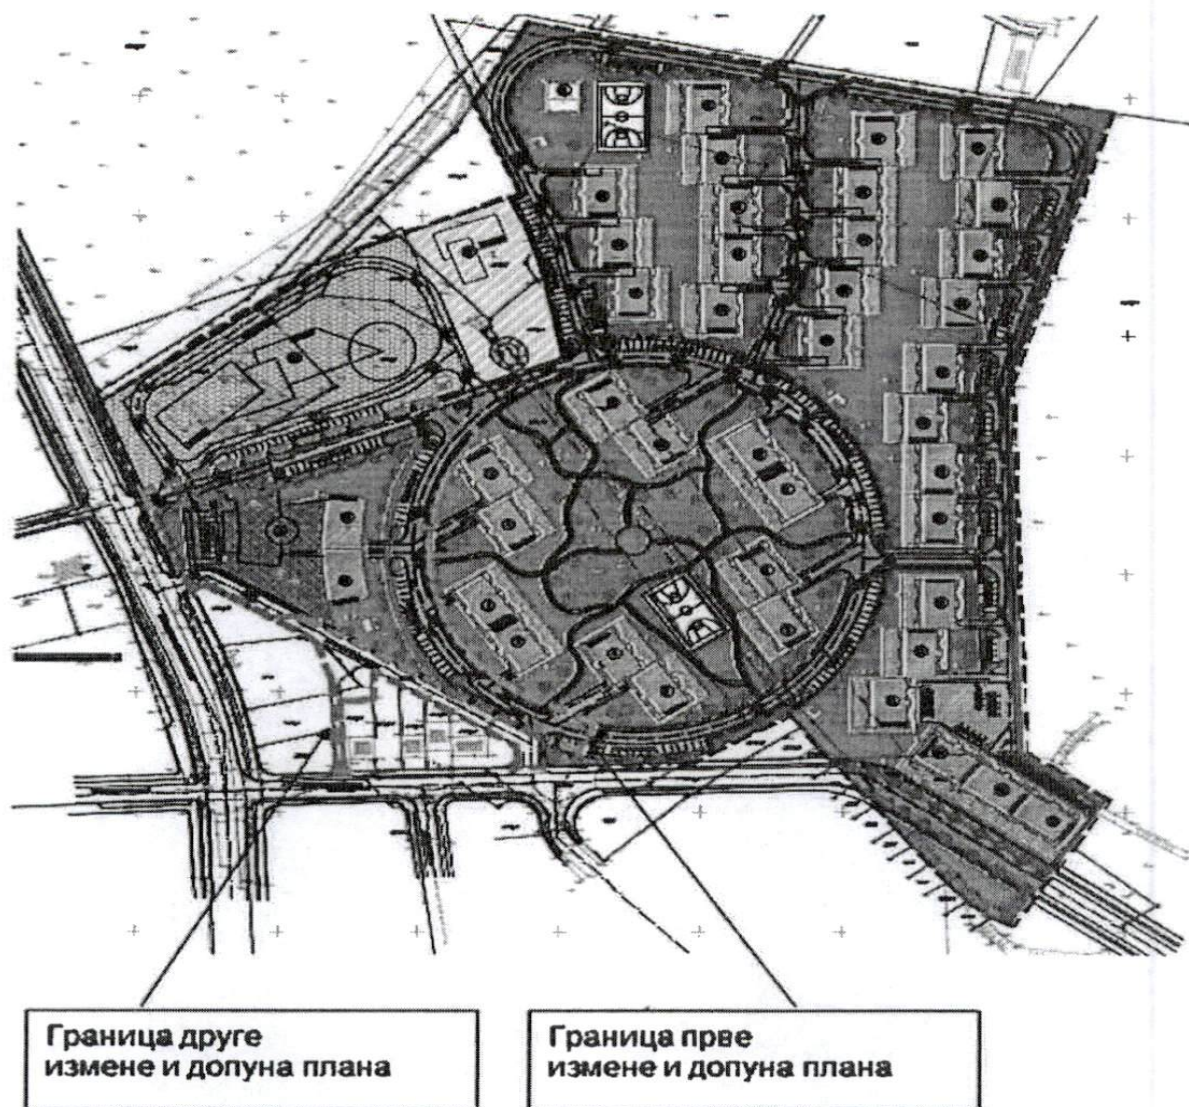 Граница друге
измене и допуна плана
Граница прве
измене и допуна плана